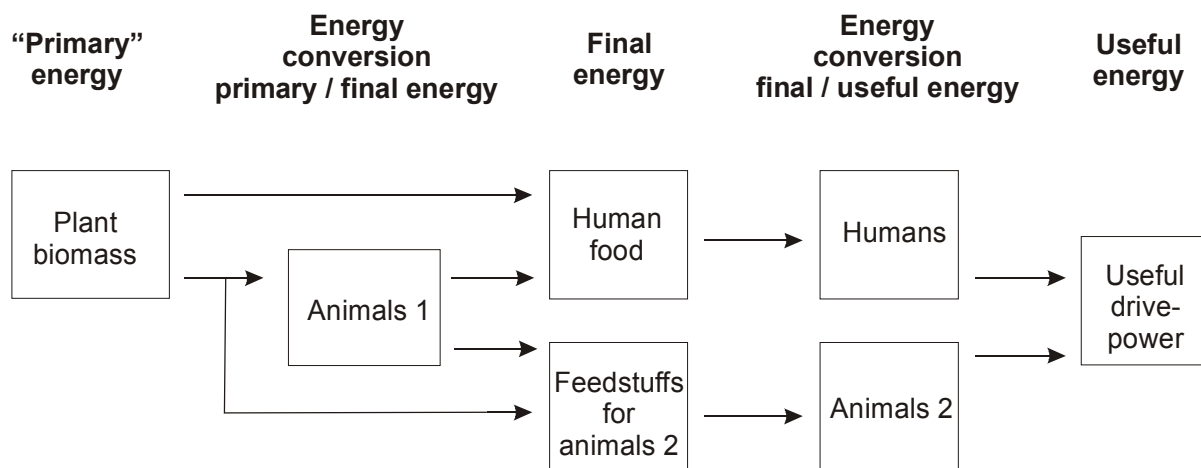 “Primary”
energy
Energy
conversion
primary / final energy
Final
energy
Energy
conversion
final / useful energy
Useful
energy
Plant
biomass
Animals 1
Human
food
Feedstuffs
for
animals 2
Humans
Animals 2
Useful
drive-
power